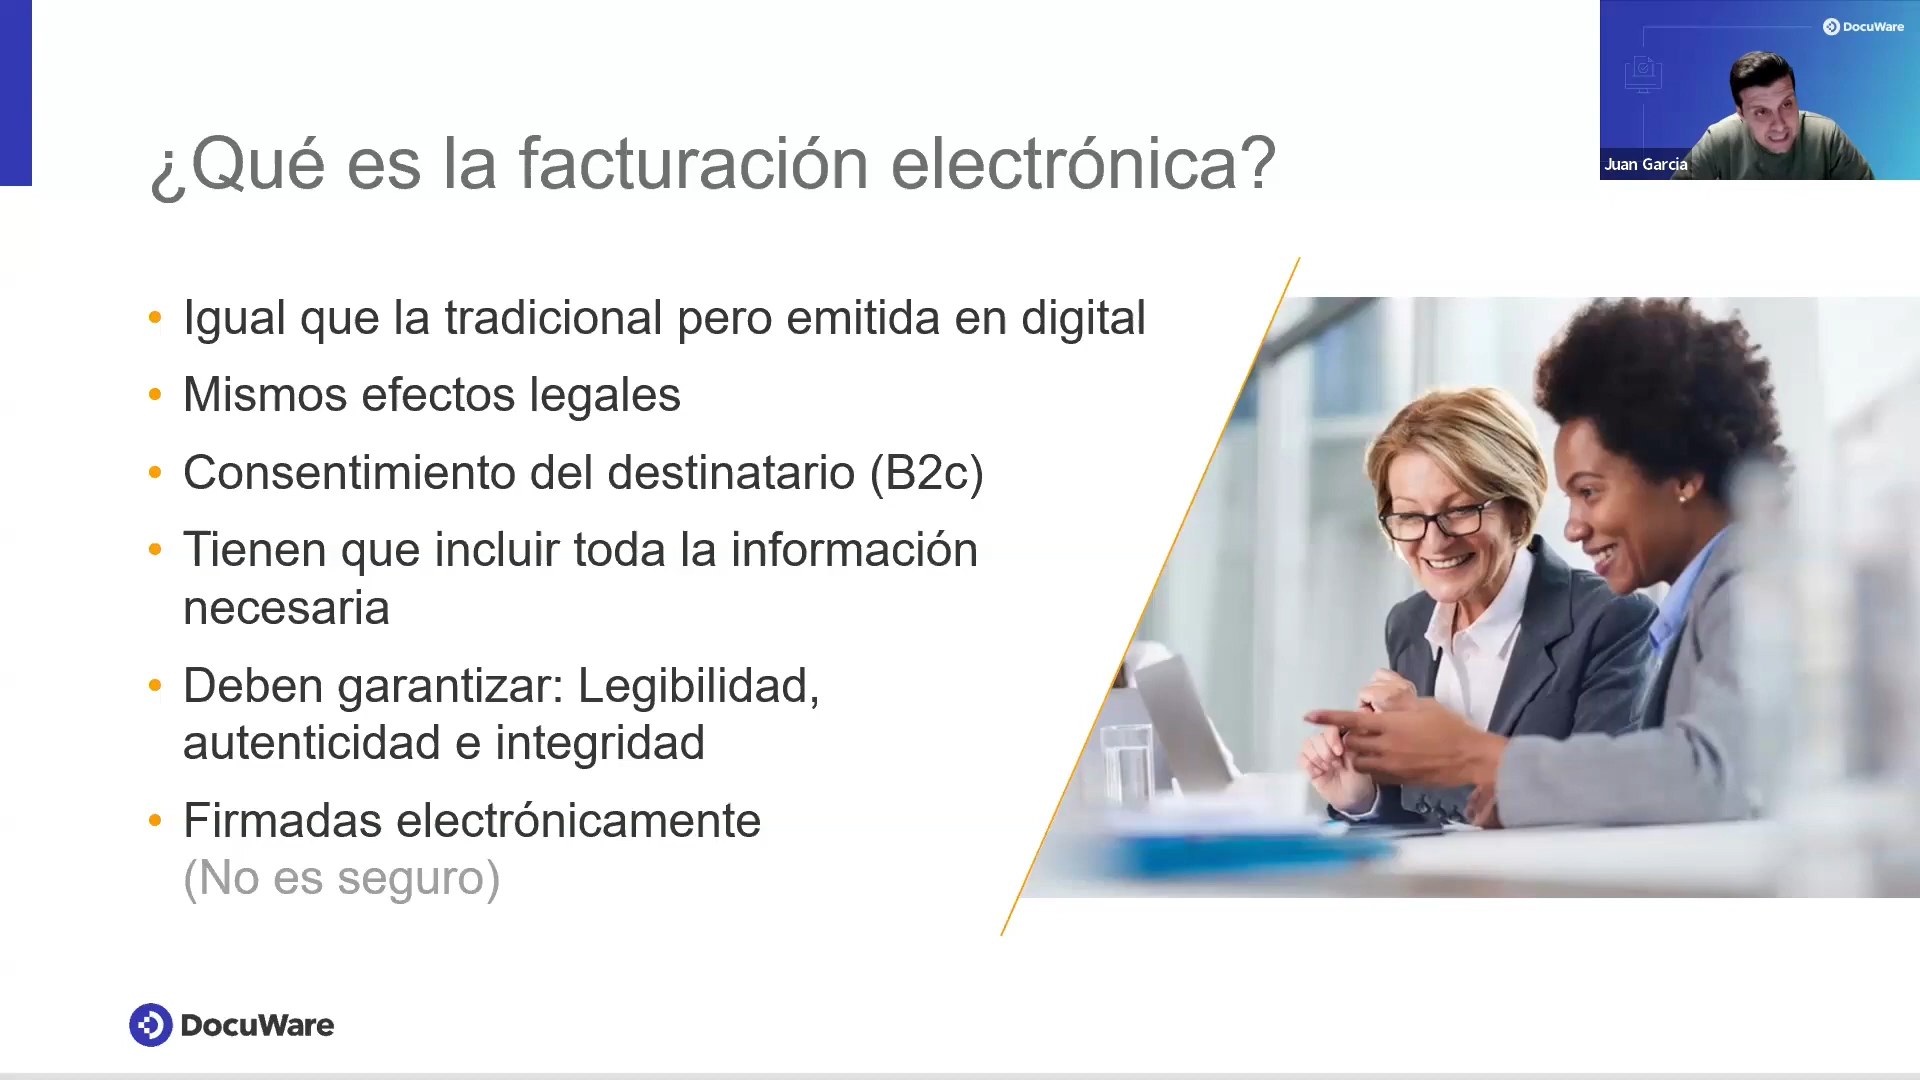 DocuWare
Juan Garcia
¿Qué es la facturación electrónica?
• Igual que la tradicional pero emitida en digital
• Mismos efectos legales
• Consentimiento del destinatario (B2c)
• Tienen que incluir toda la información
necesaria
• Deben garantizar: Legibilidad,
autenticidad e integridad
• Firmadas electrónicamente
(No es seguro)
DocuWare